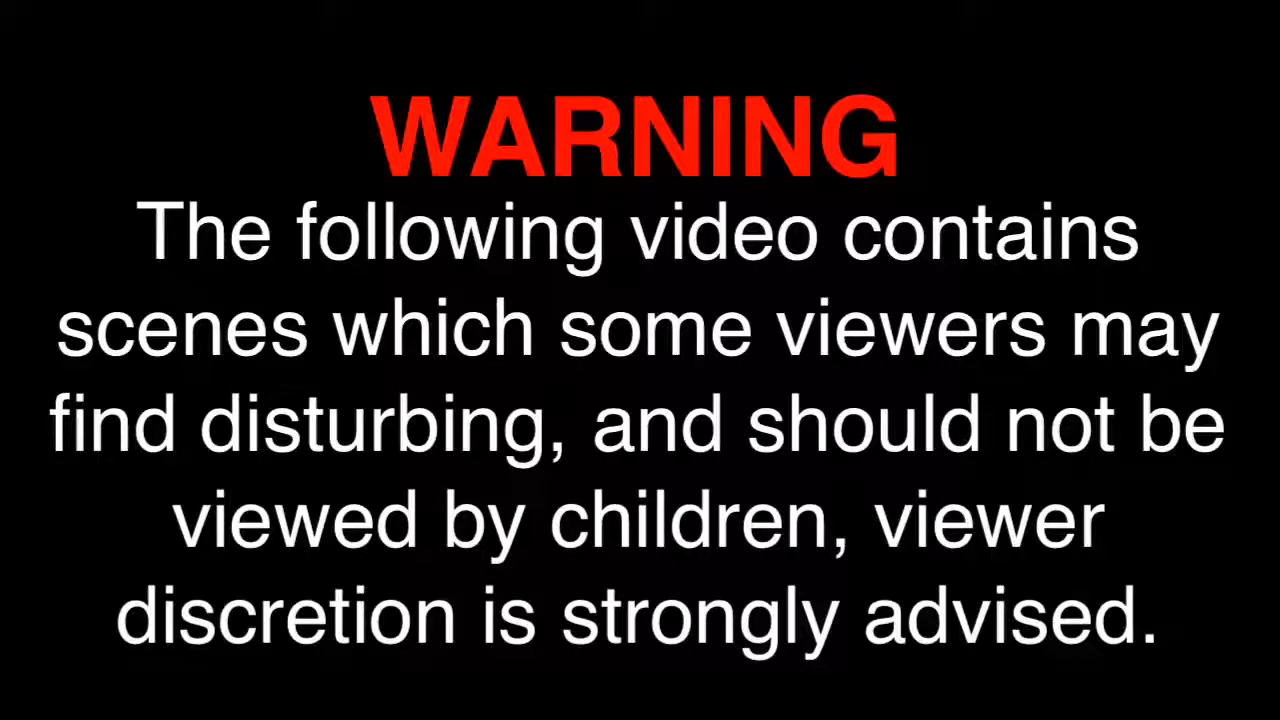 WARNING
The following video contains
scenes which some viewers may
find disturbing, and should not be
viewed by children, viewer
discretion is strongly advised.